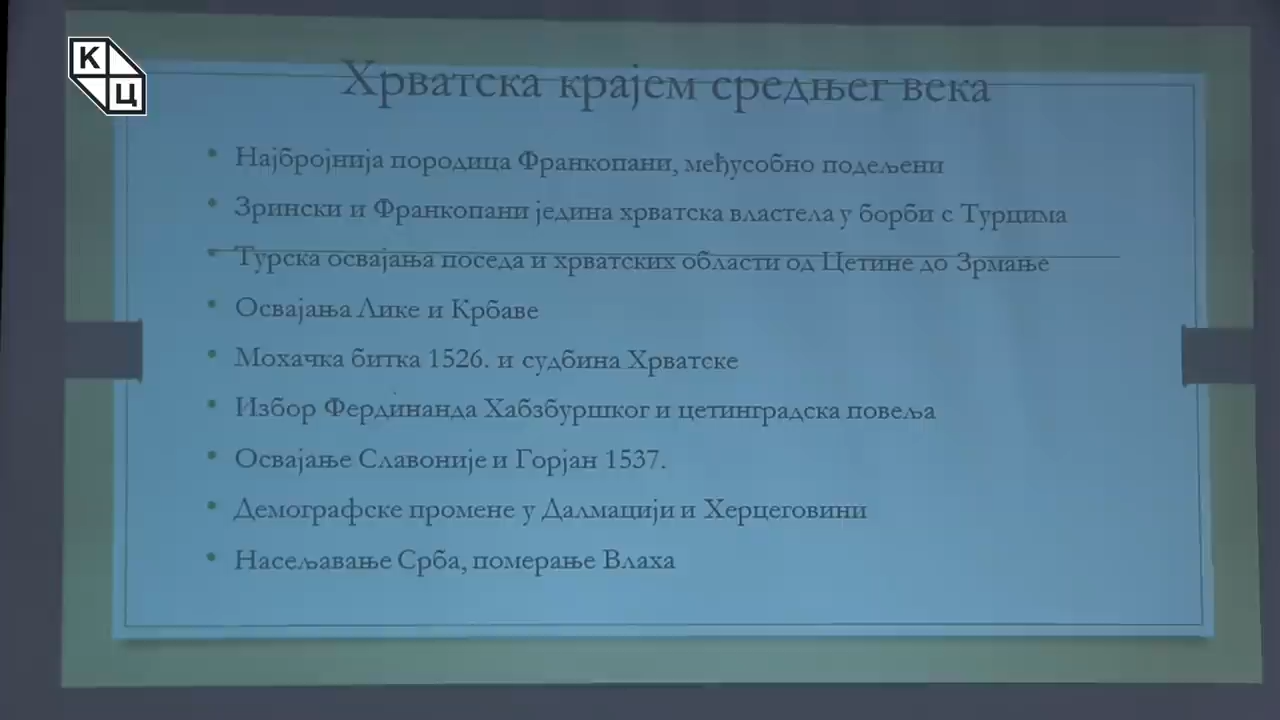 К
Ц
Хрватска крајем средњег века
• Најбројнија породица Франкопани, међусобно подељени
• Зрински и Франкопани једина хрватска властела у борби с Турцима
• Турска освајања поседа и хрватских области од Цетине до Зрмање
• Освајања Лике и Крбаве
• Мохачка битка 1526. и судбина Хрватске
• Избор Фердинанда Хабзбуршког и цетинградска повеља
• Освајање Славоније и Горјан 1537.
• Демографске промене у Далмацији и Херцеговини
• Насељавање Срба, померање Влаха